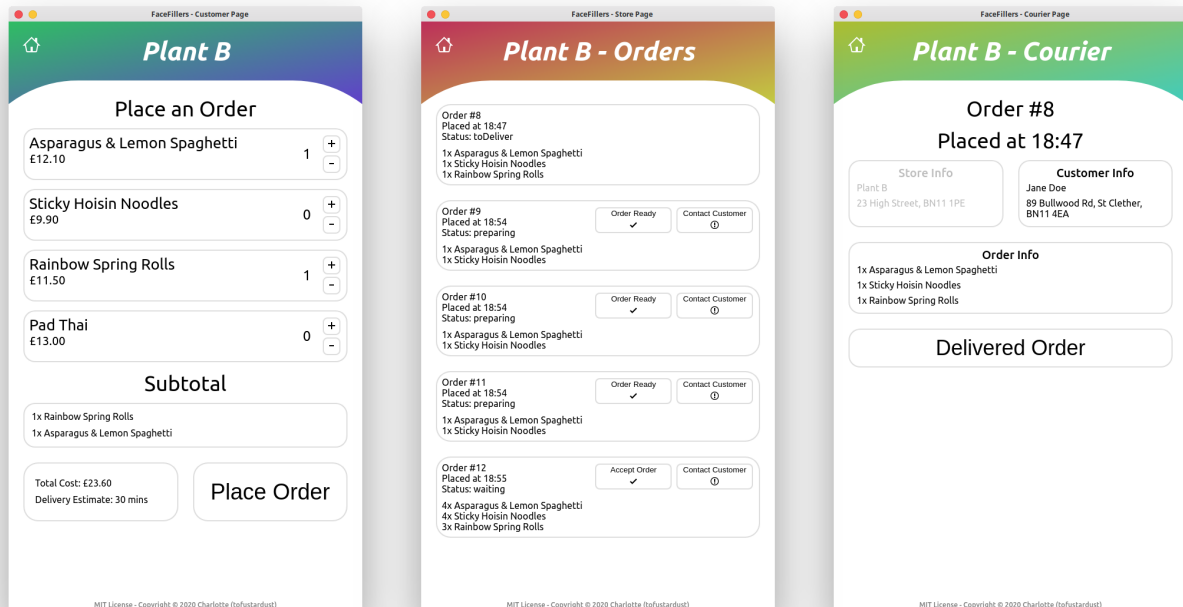 FaceFillers - Customer Page
Plant B
Place an Order
Asparagus & Lemon Spaghetti
£12.10
1
+
-
Sticky Hoisin Noodles
£9.90
0
+
-
Rainbow Spring Rolls
£11.50
1
+
-
Pad Thai
£13.00
0
+
-
Subtotal
1x Rainbow Spring Rolls
1x Asparagus & Lemon Spaghetti
Total Cost: £23.60
Delivery Estimate: 30 mins
Place Order
MIT License - Copyright © 2020 Charlotte (tofustardust)
FaceFillers - Store Page
Plant B - Orders
Order #8
Placed at 18:47
Status: toDeliver
1x Asparagus & Lemon Spaghetti
1x Sticky Hoisin Noodles
1x Rainbow Spring Rolls
Order #9
Placed at 18:54
Status: preparing
1x Asparagus & Lemon Spaghetti
1x Sticky Hoisin Noodles
Order Ready
Contact Customer
Order #10
Placed at 18:54
Status: preparing
1x Asparagus & Lemon Spaghetti
1x Sticky Hoisin Noodles
Order Ready
Contact Customer
Order #11
Placed at 18:54
Status: preparing
1x Asparagus & Lemon Spaghetti
1x Sticky Hoisin Noodles
Order Ready
Contact Customer
Order #12
Placed at 18:55
Status: waiting
4x Asparagus & Lemon Spaghetti
4x Sticky Hoisin Noodles
3x Rainbow Spring Rolls
Accept Order
Contact Customer
MIT License - Copyright © 2020 Charlotte (tofustardust)
FaceFillers - Courier Page
Plant B - Courier
Order #8
Placed at 18:47
Store Info
Plant B
23 High Street, BN11 1PE
Customer Info
Jane Doe
89 Bullwood Rd, St Clether,
BN11 4EA
Order Info
1x Asparagus & Lemon Spaghetti
1x Sticky Hoisin Noodles
1x Rainbow Spring Rolls
Delivered Order
MIT License - Copyright © 2020 Charlotte (tofustardust)